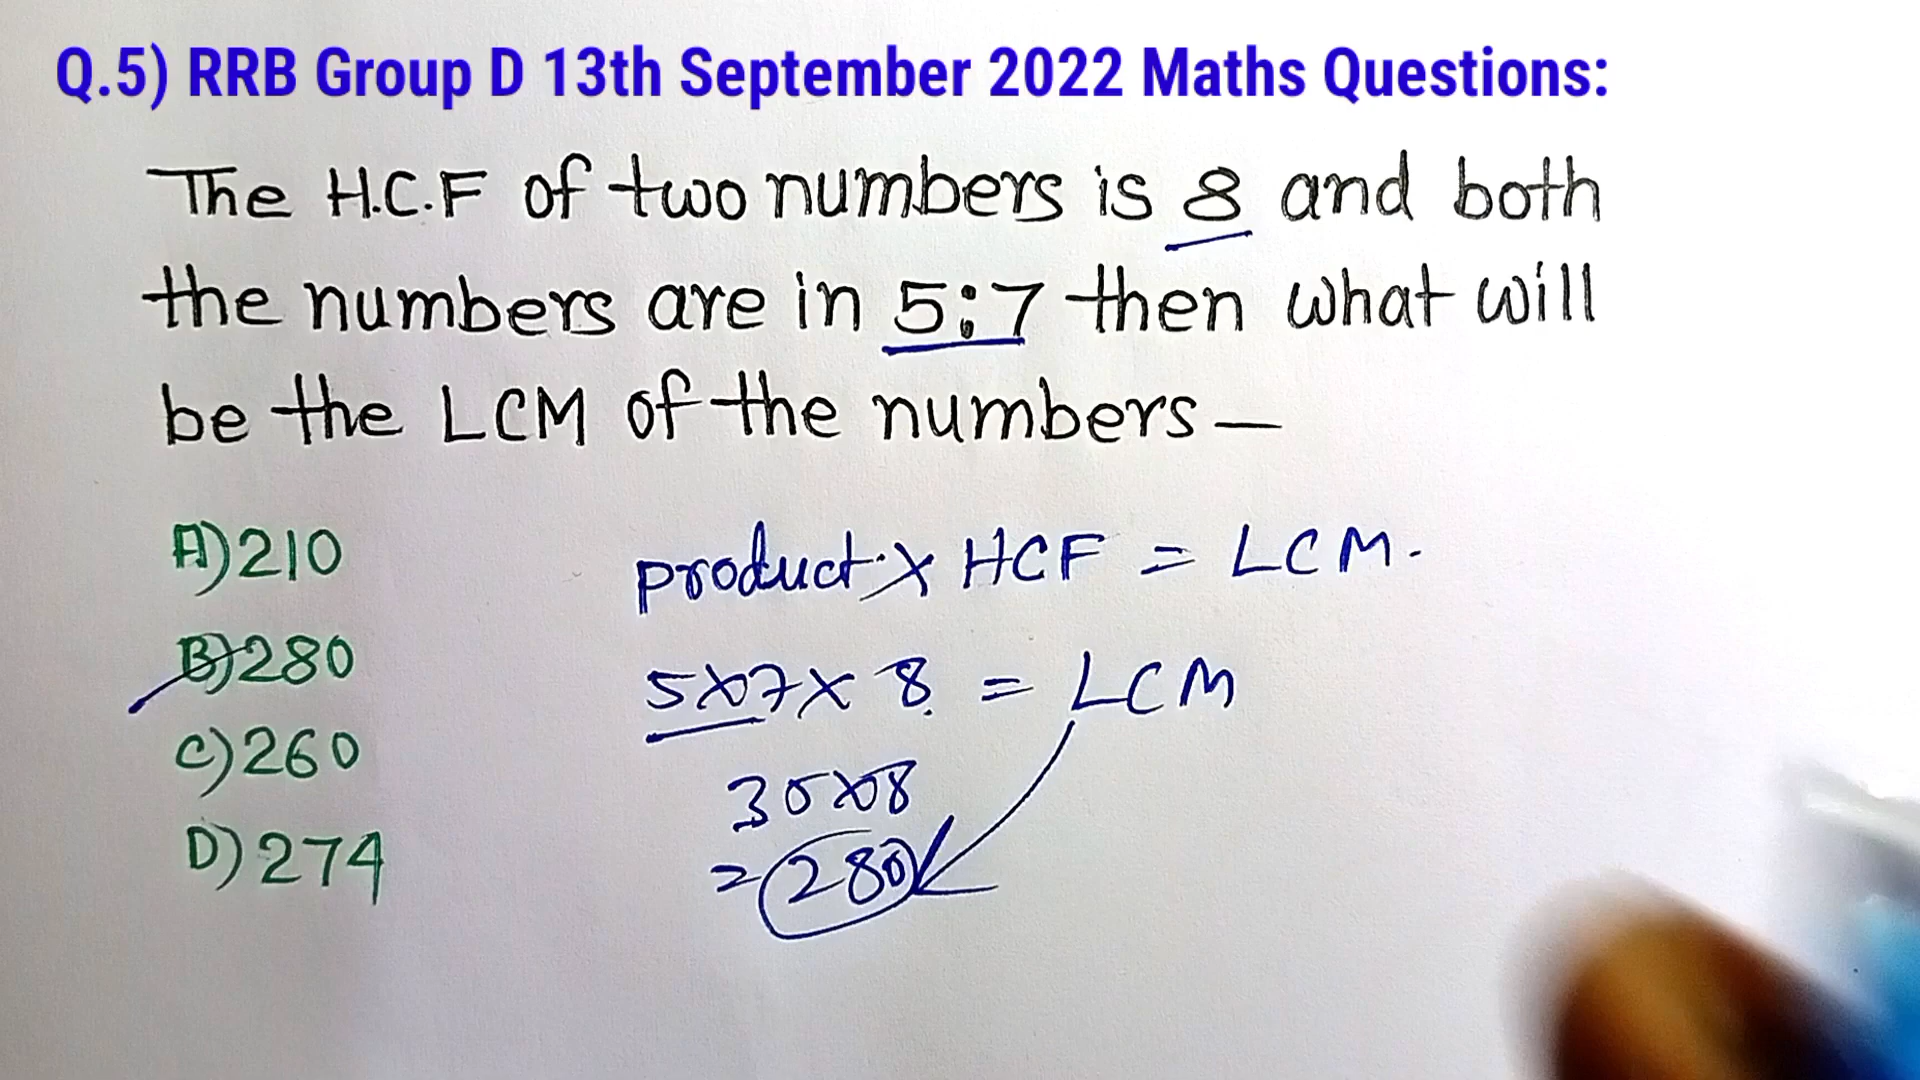 Q.5) RRB Group D 13th September 2022 Maths Questions:
The H.C.F of two numbers is 8 and both
the numbers are in 5:7 then what will
be the LCM of the numbers—
A) 210
B) 280
C) 260
D) 274
product × HCF = LCM.
5×7× 8 = LCM
35×8
= 280